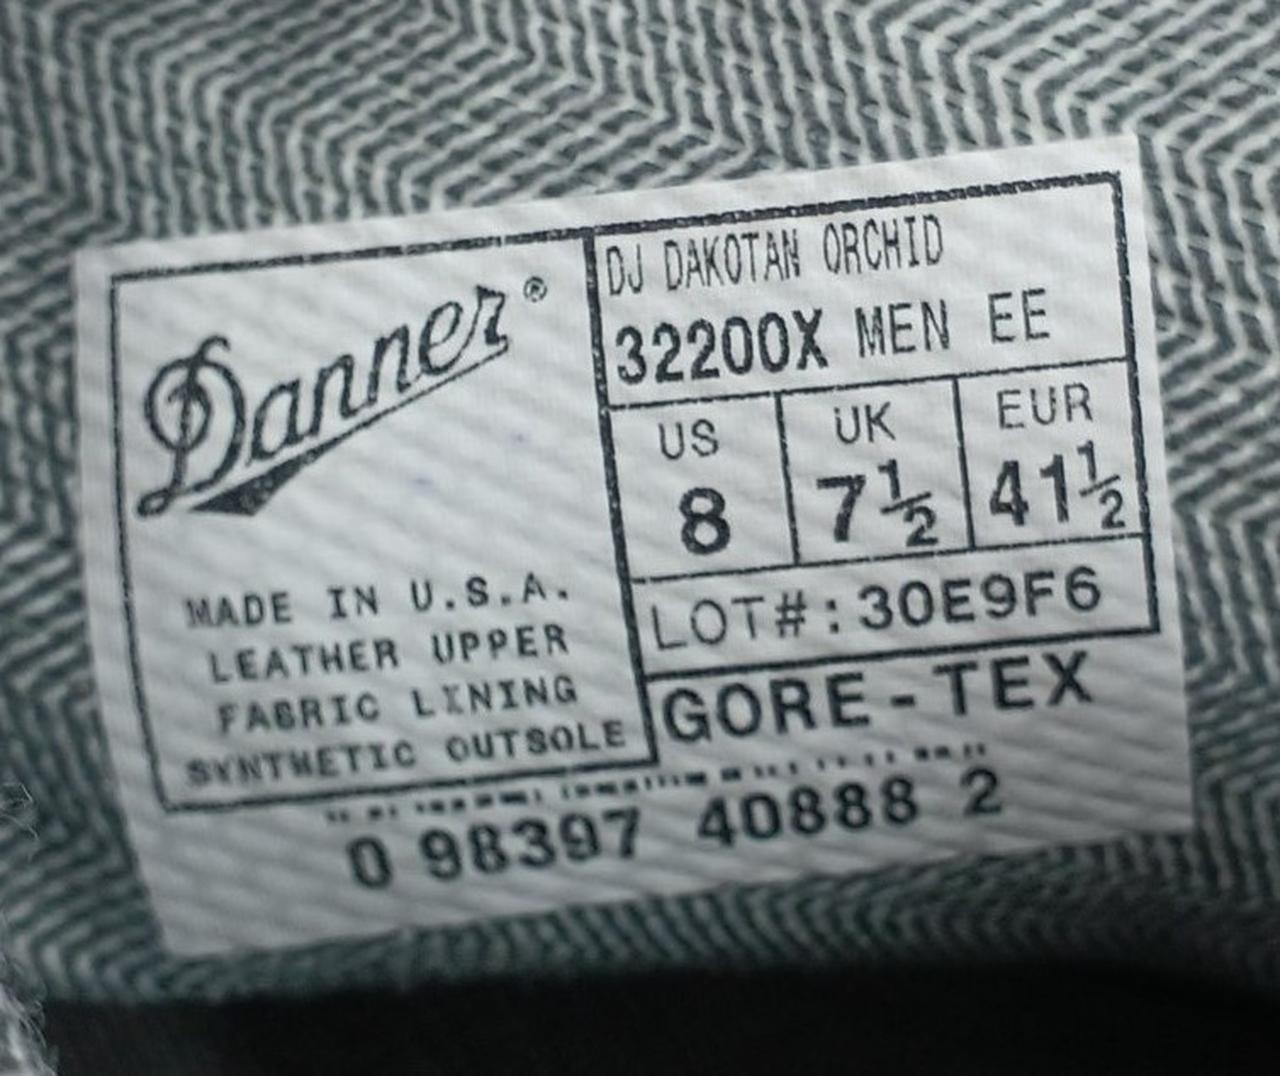 Danner®
MADE IN U.S.A.
LEATHER UPPER
FABRIC LINING
SYNTHETIC OUTSOLE
DJ DAKOTAN ORCHID
32200X MEN EE
US UK EUR
8 7½ 41½
LOT#:30E9F6
GORE-TEX
0 98397 40888 2